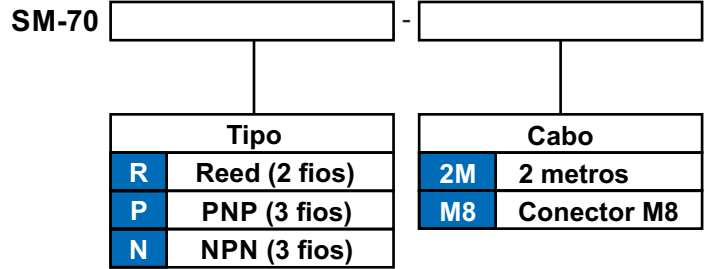 SM-70 -
Tipo
R Reed (2 fios)
P PNP (3 fios)
N NPN (3 fios)
Cabo
2M 2 metros
M8 Conector M8